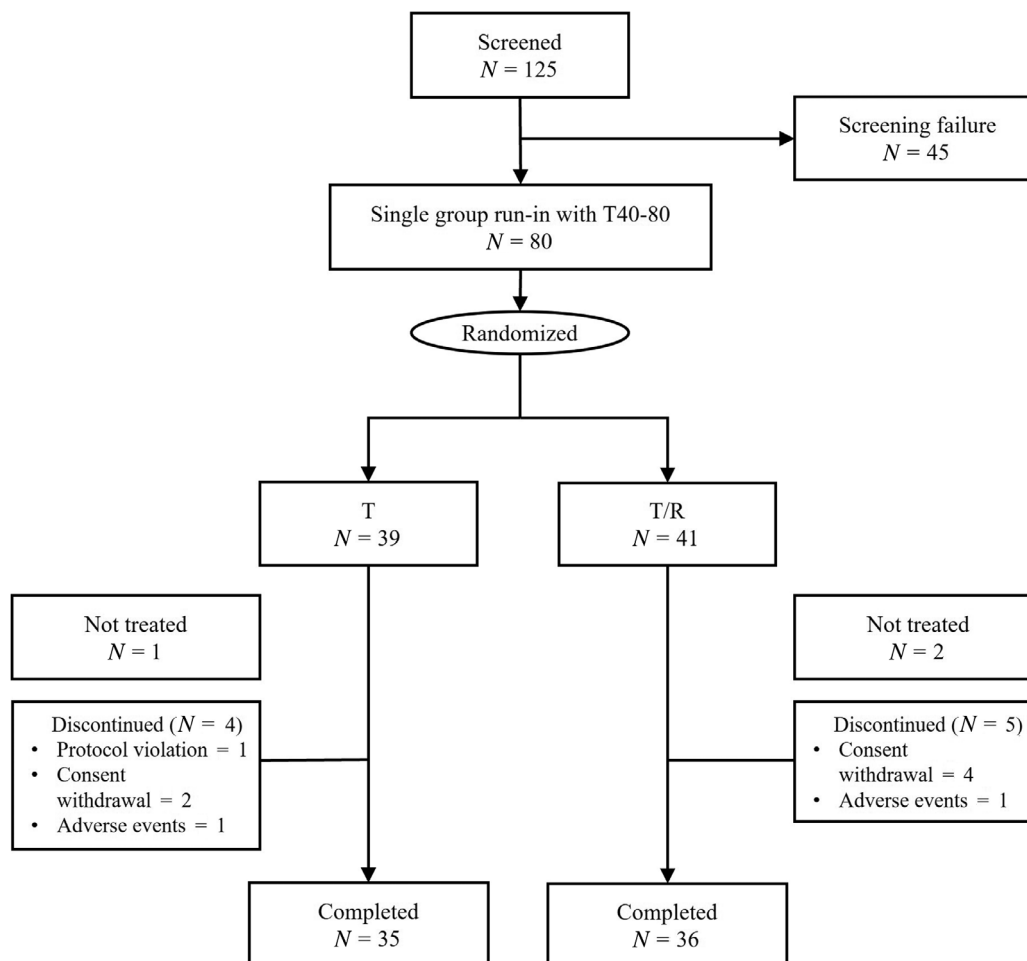 Screened
N = 125
Screening failure
N = 45
Single group run-in with T40-80
N = 80
Randomized
T
N = 39
T/R
N = 41
Not treated
N = 1
Not treated
N = 2
Discontinued (N = 4)
• Protocol violation = 1
• Consent
withdrawal = 2
• Adverse events = 1
Discontinued (N = 5)
• Consent
withdrawal = 4
• Adverse events = 1
Completed
N = 35
Completed
N = 36